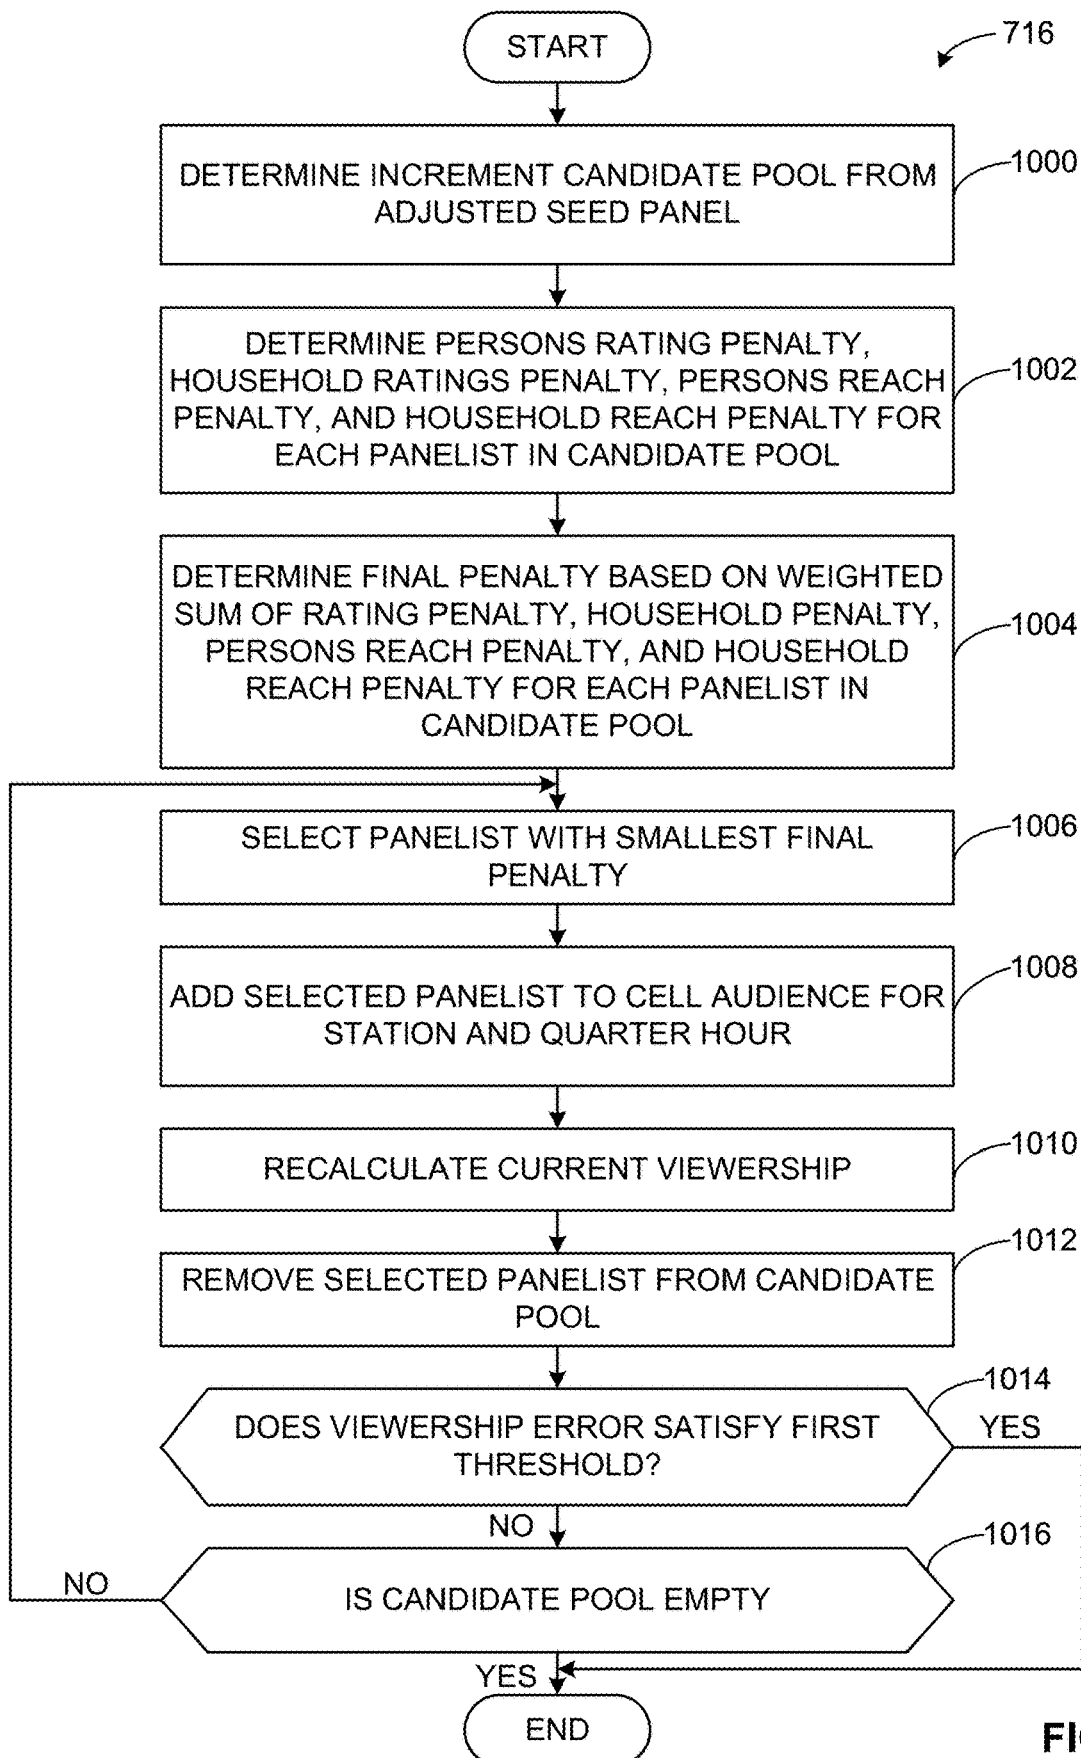 START
716
DETERMINE INCREMENT CANDIDATE POOL FROM
ADJUSTED SEED PANEL
1000
DETERMINE PERSONS RATING PENALTY,
HOUSEHOLD RATINGS PENALTY, PERSONS REACH
PENALTY, AND HOUSEHOLD REACH PENALTY FOR
EACH PANELIST IN CANDIDATE POOL
1002
DETERMINE FINAL PENALTY BASED ON WEIGHTED
SUM OF RATING PENALTY, HOUSEHOLD PENALTY,
PERSONS REACH PENALTY, AND HOUSEHOLD
REACH PENALTY FOR EACH PANELIST IN
CANDIDATE POOL
1004
SELECT PANELIST WITH SMALLEST FINAL
PENALTY
1006
ADD SELECTED PANELIST TO CELL AUDIENCE FOR
STATION AND QUARTER HOUR
1008
RECALCULATE CURRENT VIEWERSHIP
1010
REMOVE SELECTED PANELIST FROM CANDIDATE
POOL
1012
DOES VIEWERSHIP ERROR SATISFY FIRST
THRESHOLD?
1014
YES
NO
IS CANDIDATE POOL EMPTY
1016
NO
YES
END